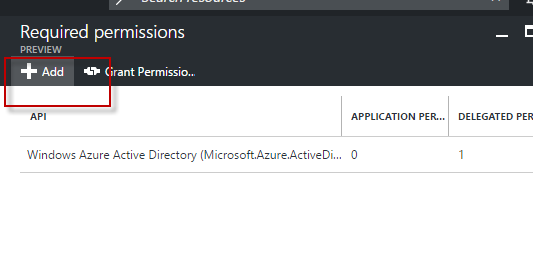 Search resources
Required permissions
PREVIEW
Add
Grant Permissio...
API
APPLICATION PER...
DELEGATED PER
Windows Azure Active Directory (Microsoft.Azure.ActiveDi...
0
1